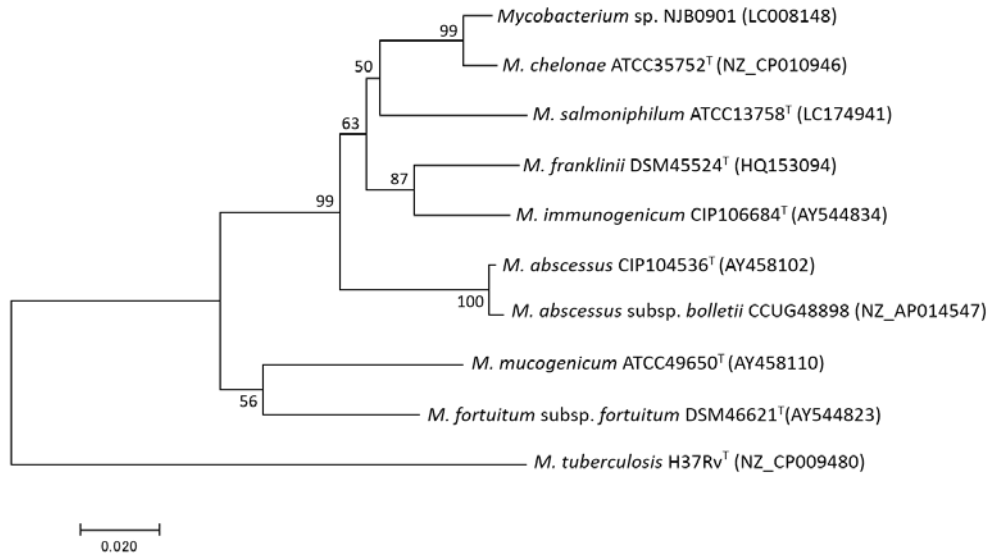 Mycobacterium sp. NJB0901 (LC008148)
99
M. chelonae ATCC35752ᵀ (NZ_CP010946)
50
M. salmoniphilum ATCC13758ᵀ (LC174941)
63
M. franklinii DSM45524ᵀ (HQ153094)
87
M. immunogenicum CIP106684ᵀ (AY544834)
99
M. abscessus CIP104536ᵀ (AY458102)
100
M. abscessus subsp. bolletii CCUG48898 (NZ_AP014547)
M. mucogenicum ATCC49650ᵀ (AY458110)
56
M. fortuitum subsp. fortuitum DSM46621ᵀ(AY544823)
M. tuberculosis H37Rvᵀ (NZ_CP009480)
0.020